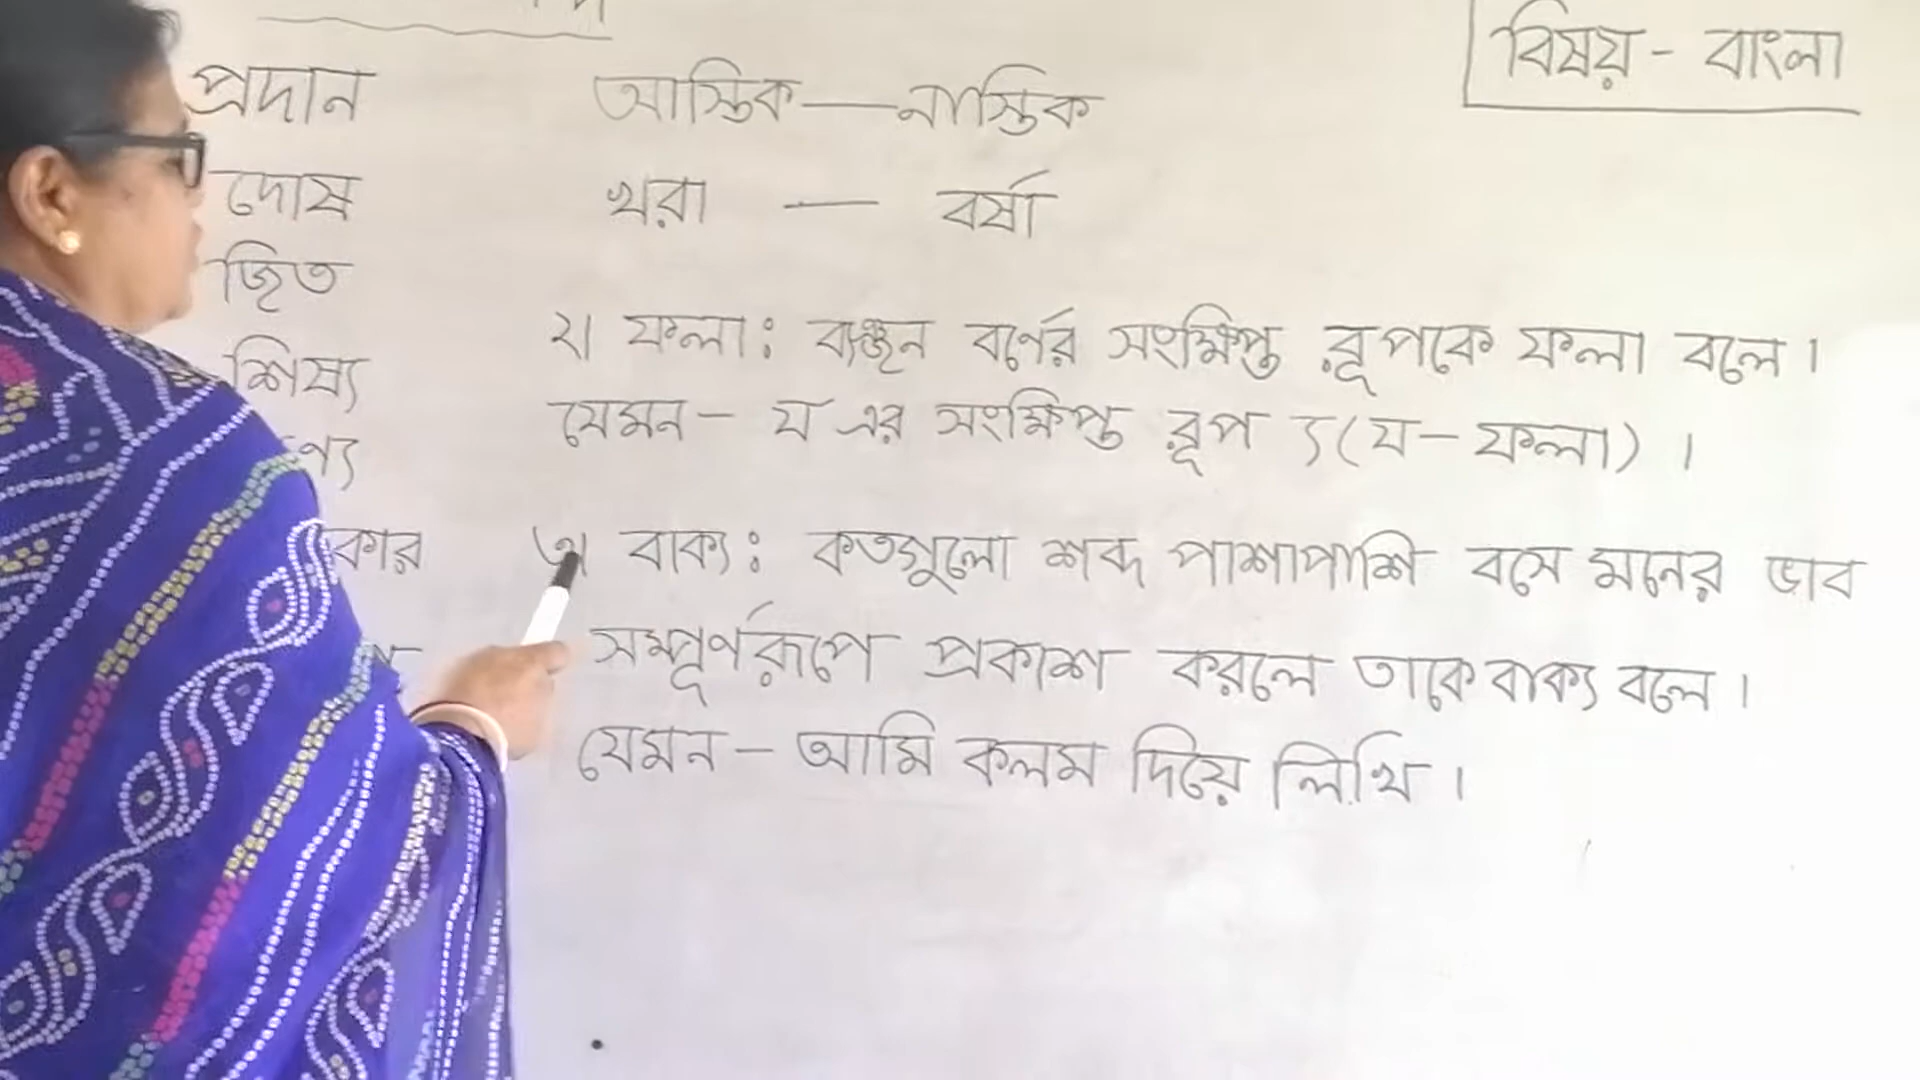 বিষয় - বাংলা
প্রদান
দোষ
জিত
শিষ্য
কার
আস্তিক — নাস্তিক
খরা — বর্ষা
২। ফলা: ব্যঞ্জন বর্ণের সংক্ষিপ্ত রূপকে ফলা বলে।
যেমন - য এর সংক্ষিপ্ত রূপ ্য (য - ফলা)।
৩। বাক্য: কতগুলো শব্দ পাশাপাশি বসে মনের ভাব
সম্পূর্ণরূপে প্রকাশ করলে তাকে বাক্য বলে।
যেমন - আমি কলম দিয়ে লিখি।